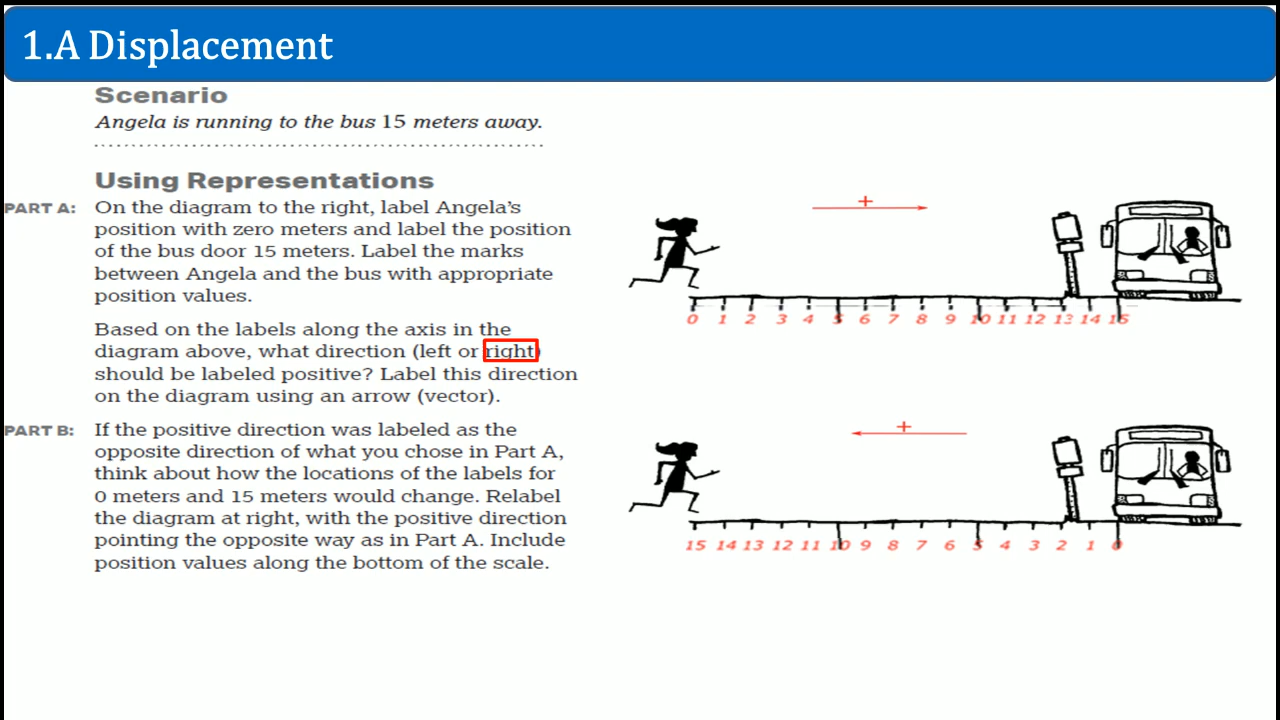 1.A Displacement
Scenario
Angela is running to the bus 15 meters away.
Using Representations
PART A: On the diagram to the right, label Angela's
position with zero meters and label the position
of the bus door 15 meters. Label the marks
between Angela and the bus with appropriate
position values.
Based on the labels along the axis in the
diagram above, what direction (left or right)
should be labeled positive? Label this direction
on the diagram using an arrow (vector).
+
0 1 2 3 4 5 6 7 8 9 10 11 12 13 14 15
PART B: If the positive direction was labeled as the
opposite direction of what you chose in Part A,
think about how the locations of the labels for
0 meters and 15 meters would change. Relabel
the diagram at right, with the positive direction
pointing the opposite way as in Part A. Include
position values along the bottom of the scale.
+
15 14 13 12 11 10 9 8 7 6 5 4 3 2 1 0